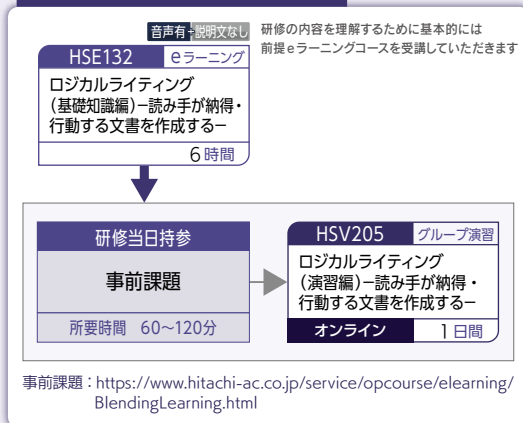 音声有・説明文なし
研修の内容を理解するために基本的には
前提eラーニングコースを受講していただきます
HSE132 eラーニング
ロジカルライティング
(基礎知識編)−読み手が納得・
行動する文書を作成する−
6時間
研修当日持参
事前課題
所要時間 60〜120分
HSV205 グループ演習
ロジカルライティング
(演習編)−読み手が納得・
行動する文書を作成する−
オンライン 1日間
事前課題：https://www.hitachi-ac.co.jp/service/opcourse/elearning/
BlendingLearning.html